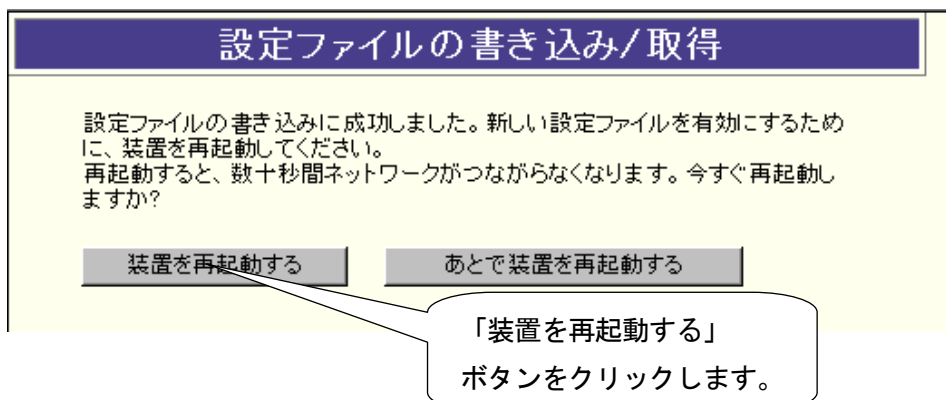 設定ファイルの書き込み/取得
設定ファイルの書き込みに成功しました。新しい設定ファイルを有効にするため
に、装置を再起動してください。
再起動すると、数十秒間ネットワークがつながらなくなります。今すぐ再起動し
ますか?
装置を再起動する
あとで装置を再起動する
「装置を再起動する」
ボタンをクリックします。